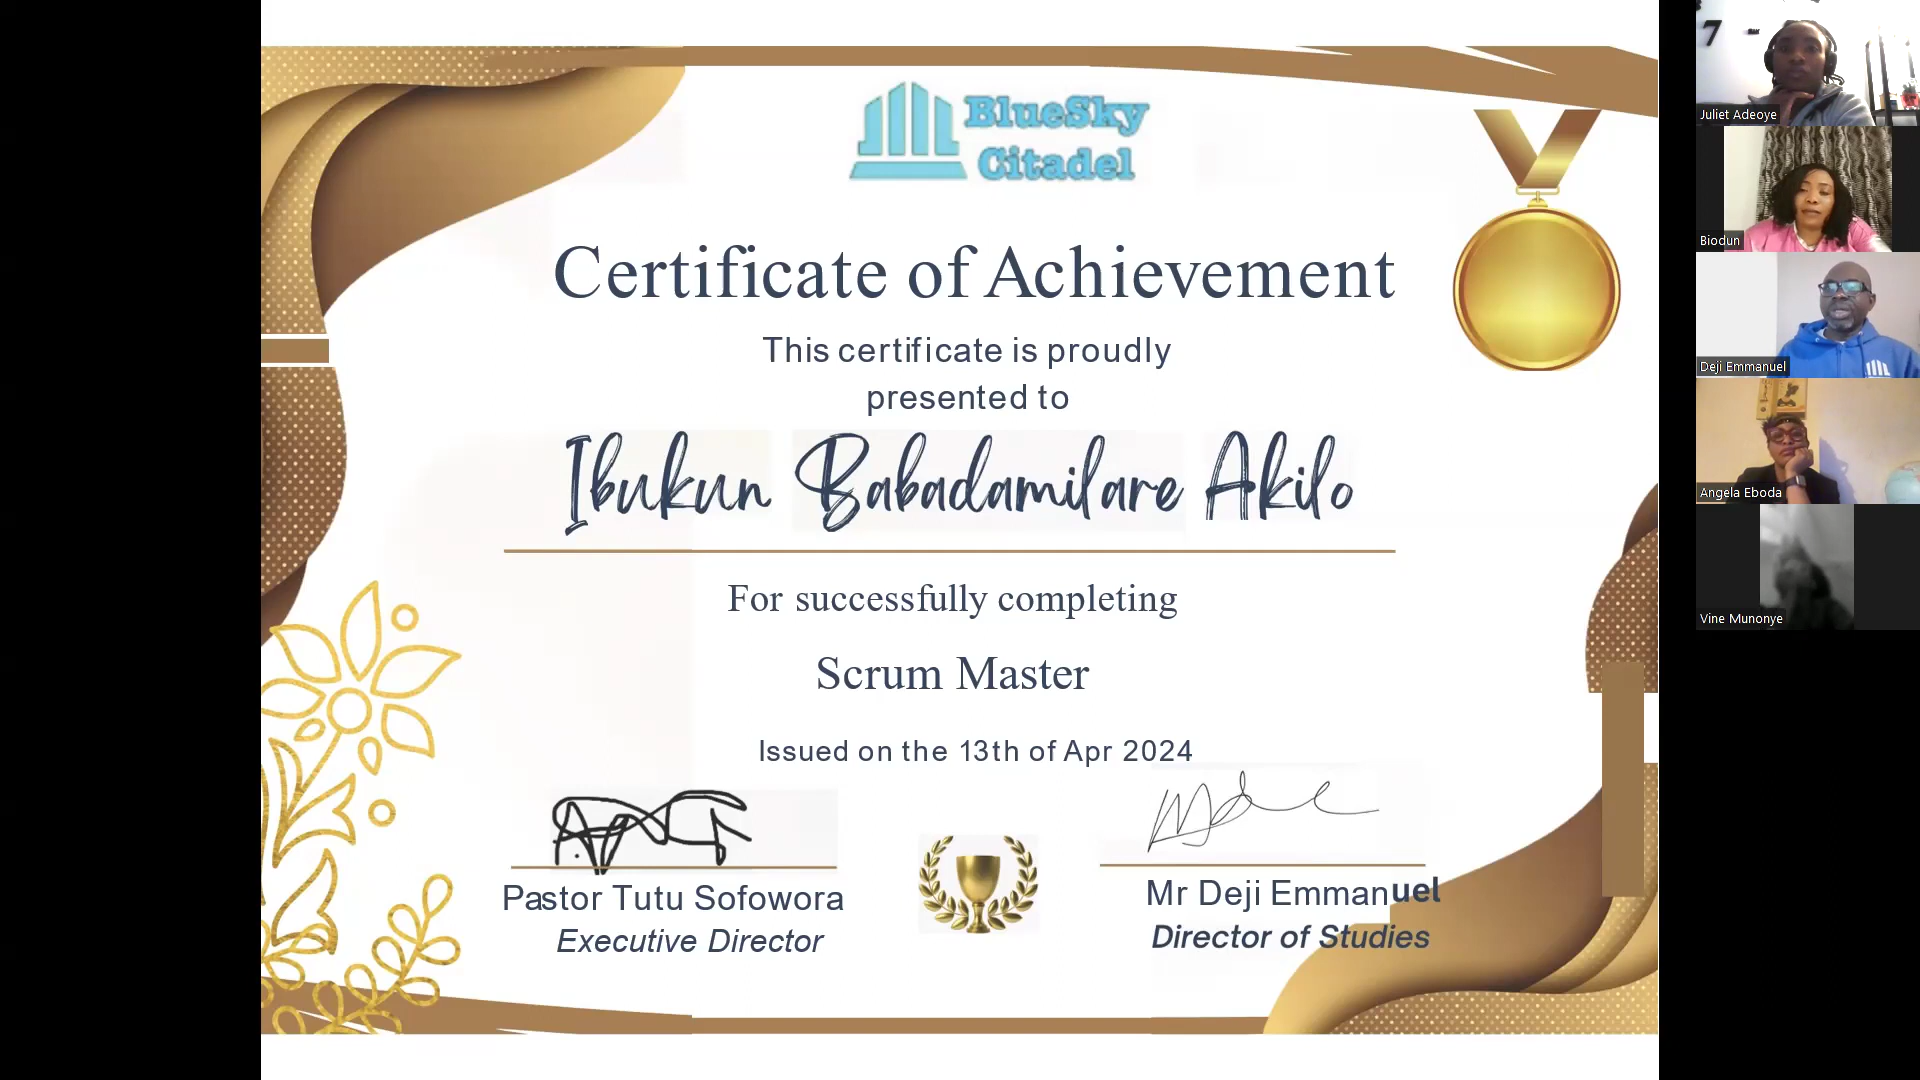 BlueSky
Citadel
Certificate of Achievement
This certificate is proudly
presented to
Ibukun Babadamilare Akilo
For successfully completing
Scrum Master
Issued on the 13th of Apr 2024
Pastor Tutu Sofowora
Executive Director
Mr Deji Emmanuel
Director of Studies
7
Juliet Adeoye
Biodun
Deji Emmanuel
Angela Eboda
Vine Munonye